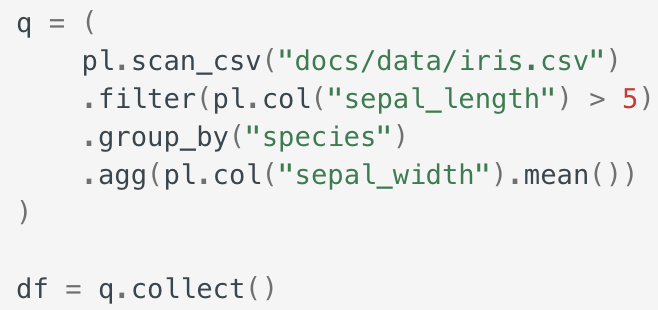 q = (
    pl.scan_csv("docs/data/iris.csv")
    .filter(pl.col("sepal_length") > 5)
    .group_by("species")
    .agg(pl.col("sepal_width").mean())
)

df = q.collect()